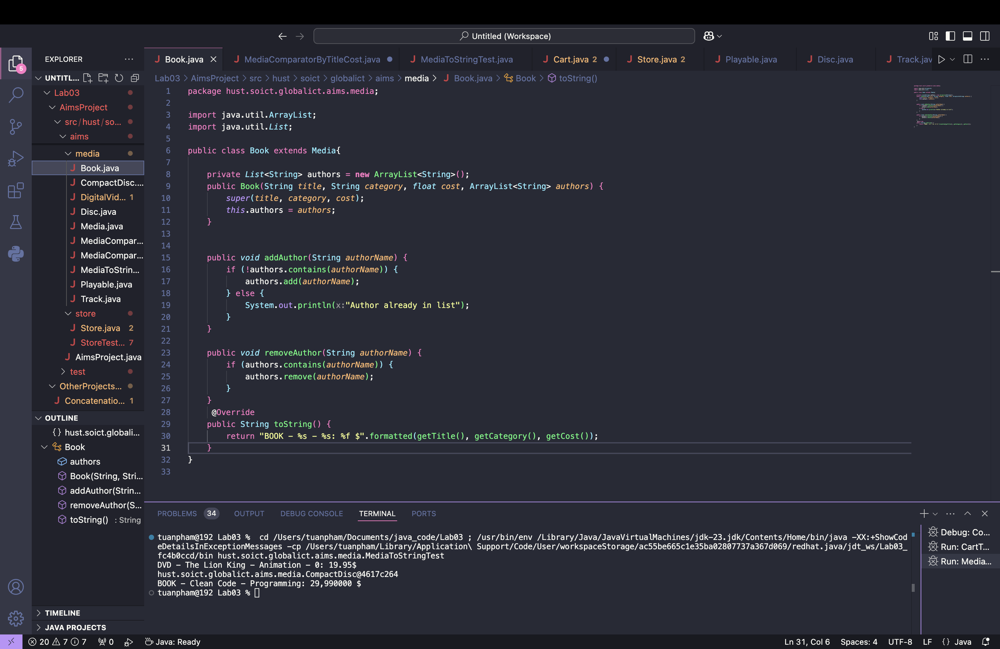 Untitled (Workspace)
EXPLORER
UNTITL...
Lab03
AimsProject
src/hust/so...
aims
media
Book.java
CompactDisc....
DigitalVid... 1
Disc.java
Media.java
MediaCompar...
MediaCompar...
MediaToStrin...
Playable.java
Track.java
store
Store.java 2
StoreTest... 7
AimsProject.java
test
OtherProjects...
Concatenatio... 1
OUTLINE
{} hust.soict.globali...
Book
authors
Book(String, Stri...
addAuthor(Strin...
removeAuthor(S...
toString() : String
TIMELINE
JAVA PROJECTS
5
Book.java MediaComparatorByTitleCost.java MediaToStringTest.java Cart.java 2 Store.java 2 Playable.java Disc.java Track.jav
Lab03 > AimsProject > src > hust > soict > globalict > aims > media > Book.java > Book > toString()
1 package hust.soict.globalict.aims.media;
2
3 import java.util.ArrayList;
4 import java.util.List;
5
6 public class Book extends Media{
7
8 private List<String> authors = new ArrayList<String>();
9 public Book(String title, String category, float cost, ArrayList<String> authors) {
10 super(title, category, cost);
11 this.authors = authors;
12 }
13
14
15 public void addAuthor(String authorName) {
16 if (!authors.contains(authorName)) {
17 authors.add(authorName);
18 } else {
19 System.out.println(x:"Author already in list");
20 }
21 }
22
23 public void removeAuthor(String authorName) {
24 if (authors.contains(authorName)) {
25 authors.remove(authorName);
26 }
27 }
28 @Override
29 public String toString() {
30 return "BOOK - %s - %s: %f $".formatted(getTitle(), getCategory(), getCost());
31 }
32 }
33
PROBLEMS 34 OUTPUT DEBUG CONSOLE TERMINAL PORTS
tuanpham@192 Lab03 % cd /Users/tuanpham/Documents/java_code/Lab03 ; /usr/bin/env /Library/Java/JavaVirtualMachines/jdk-23.jdk/Contents/Home/bin/java -XX:+ShowCod
eDetailsInExceptionMessages -cp /Users/tuanpham/Library/Application\ Support/Code/User/workspaceStorage/ac55be665c1e35ba02807737a367d069/redhat.java/jdt_ws/Lab03_
fc4b0ccd/bin hust.soict.globalict.aims.media.MediaToStringTest
DVD - The Lion King - Animation - 0: 19.95$
hust.soict.globalict.aims.media.CompactDisc@4617c264
BOOK - Clean Code - Programming: 29,990000 $
tuanpham@192 Lab03 %
Debug: Co...
Run: CartT...
Run: Media...
20 7 7 0 Java: Ready Ln 31, Col 6 Spaces: 4 UTF-8 LF {} Java